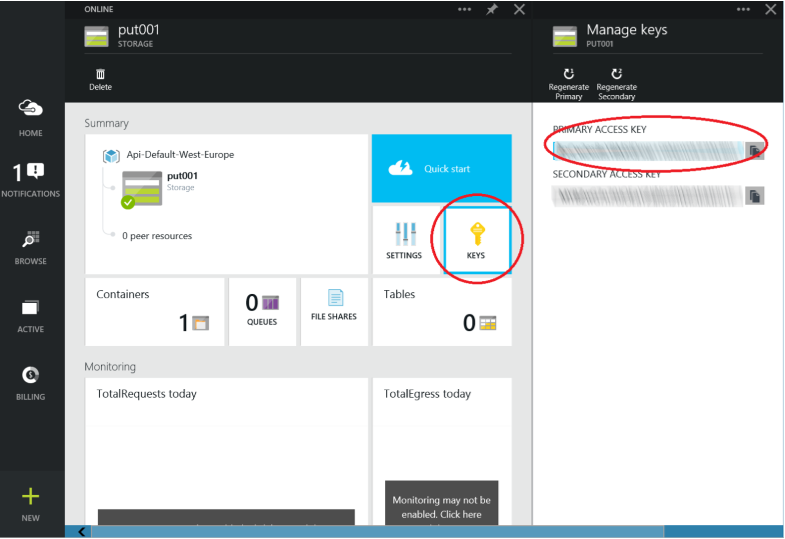 ONLINE
put001
STORAGE
Delete
HOME
1
NOTIFICATIONS
BROWSE
ACTIVE
BILLING
NEW
Summary
Api-Default-West-Europe
put001
Storage
0 peer resources
Quick start
SETTINGS
KEYS
Containers
1
0
QUEUES
FILE SHARES
Tables
0
Monitoring
TotalRequests today
TotalEgress today
Monitoring may not be
enabled. Click here
Manage keys
PUT001
Regenerate
Primary
Regenerate
Secondary
PRIMARY ACCESS KEY
SECONDARY ACCESS KEY